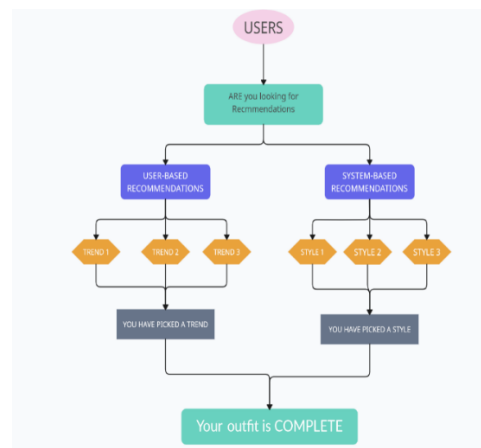 USERS
ARE you looking for
Recmmendations
USER-BASED
RECOMMENDATIONS
SYSTEM-BASED
RECOMMENDATIONS
TREND 1
TREND 2
TREND 3
STYLE 1
STYLE 2
STYLE 3
YOU HAVE PICKED A TREND
YOU HAVE PICKED A STYLE
Your outfit is COMPLETE